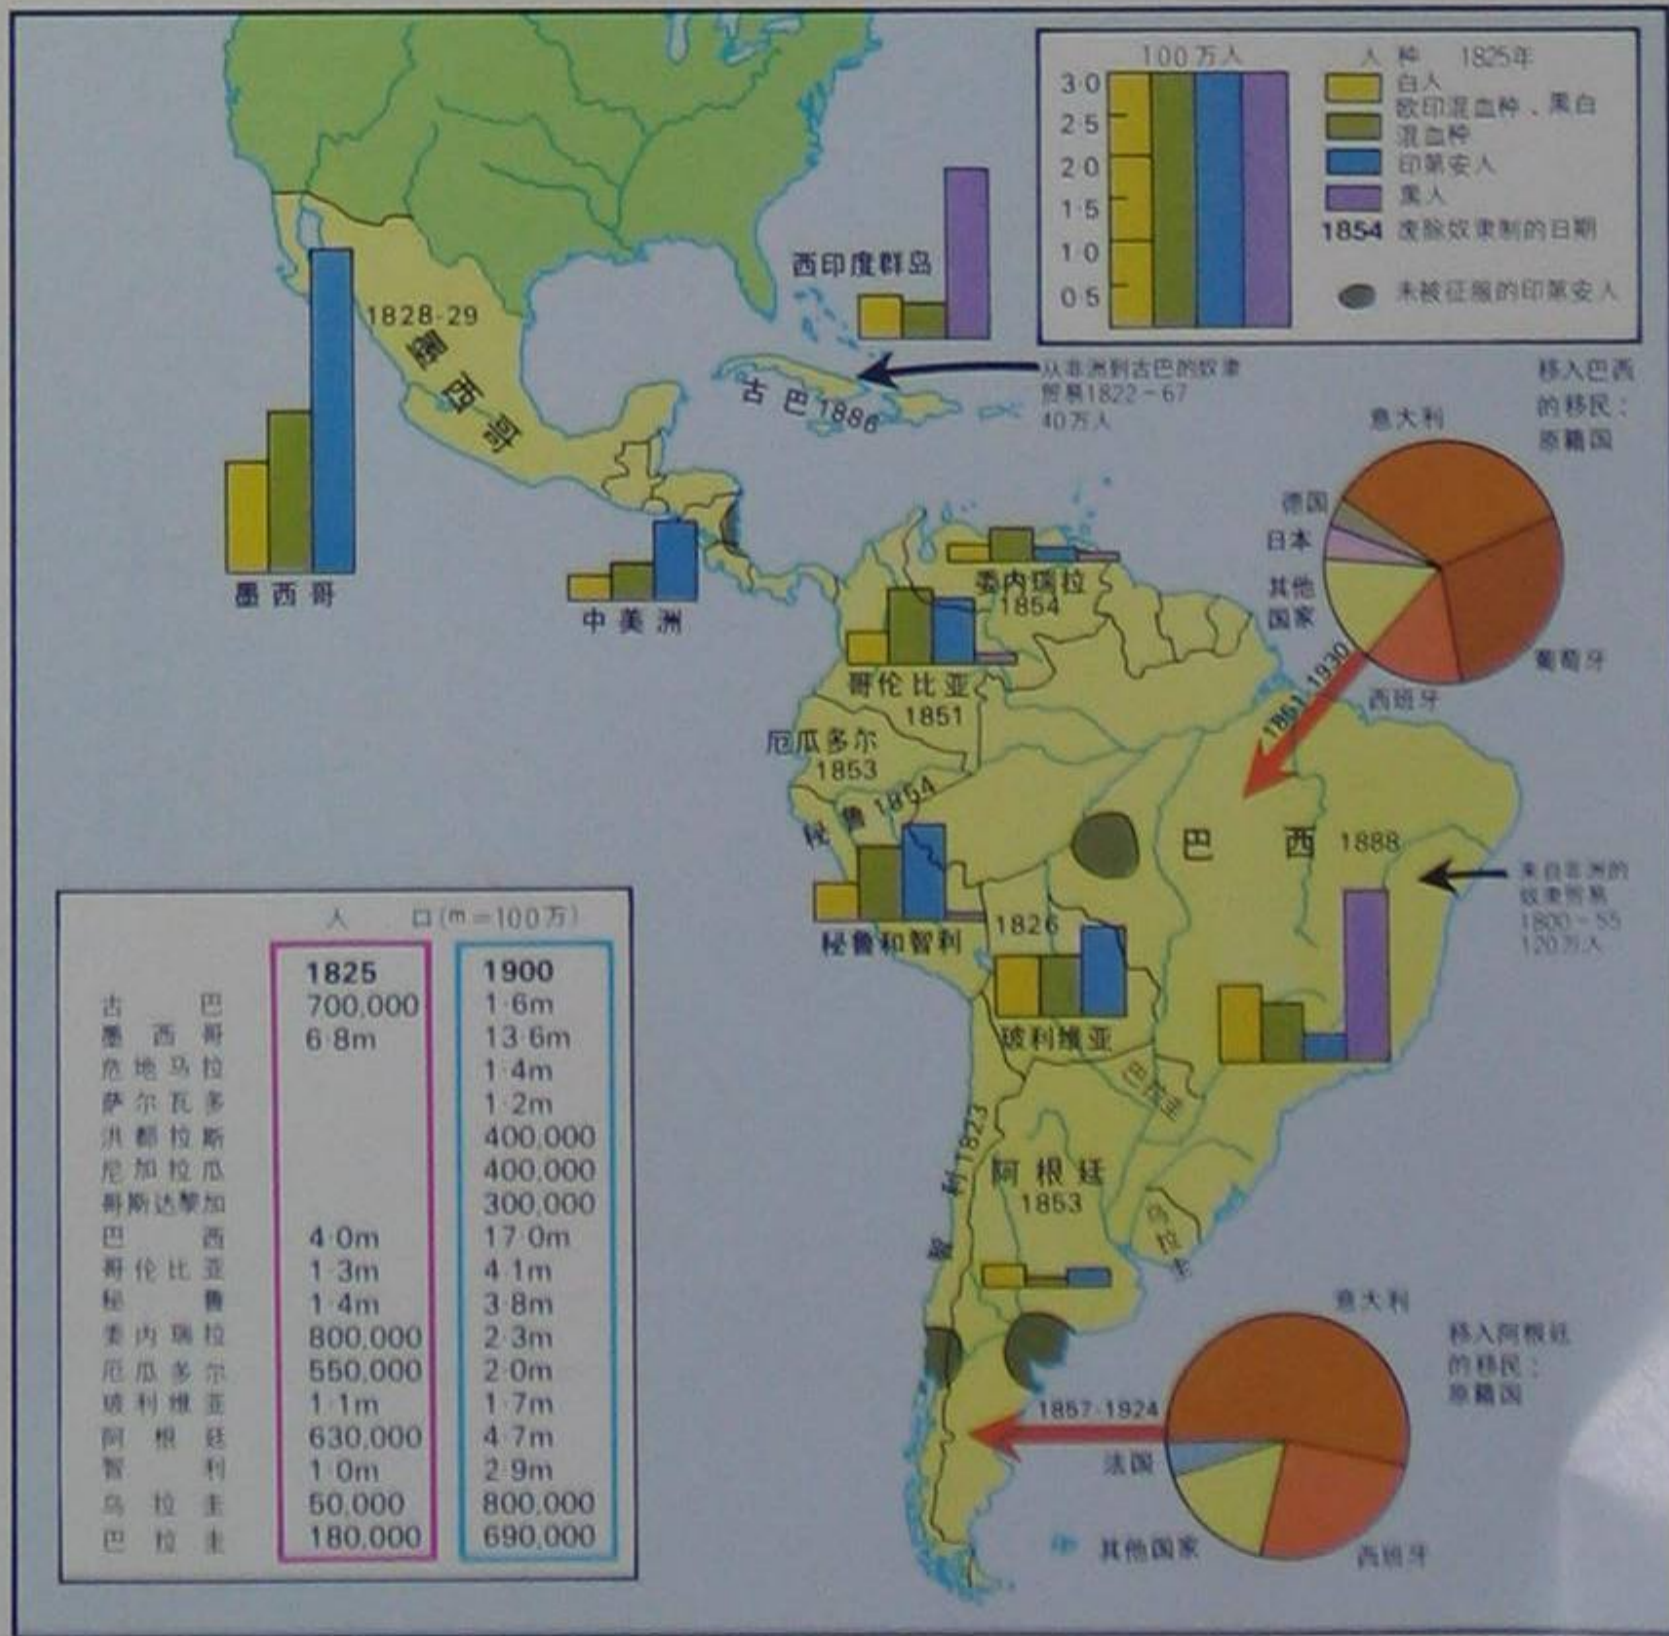 100万人
人种 1825年
3·0
2·5
2·0
1·5
1·0
0·5
白人
欧印混血种、黑白
混血种
印第安人
黑人
1854 废除奴隶制的日期
未被征服的印第安人
西印度群岛
1828-29
墨西哥
古巴1886
从非洲到古巴的奴隶
贸易1822-67
40万人
移入巴西
的移民：
原籍国
意大利
德国
日本
其他
国家
葡萄牙
西班牙
1861-1930
墨西哥
中美洲
委内瑞拉
1854
哥伦比亚
1851
厄瓜多尔
1853
秘鲁1854
巴西 1888
来自非洲的
奴隶贸易
1800-55
120万人
秘鲁和智利
1826
玻利维亚
巴拉圭
智利1823
阿根廷
1853
乌拉圭
意大利
移入阿根廷
的移民：
原籍国
1857-1924
法国
其他国家
西班牙
人口(m=100万)
1825 1900
古巴 700,000 1·6m
墨西哥 6·8m 13·6m
危地马拉 1·4m
萨尔瓦多 1·2m
洪都拉斯 400,000
尼加拉瓜 400,000
哥斯达黎加 300,000
巴西 4·0m 17·0m
哥伦比亚 1·3m 4·1m
秘鲁 1·4m 3·8m
委内瑞拉 800,000 2·3m
厄瓜多尔 550,000 2·0m
玻利维亚 1·1m 1·7m
阿根廷 630,000 4·7m
智利 1·0m 2·9m
乌拉圭 50,000 800,000
巴拉圭 180,000 690,000